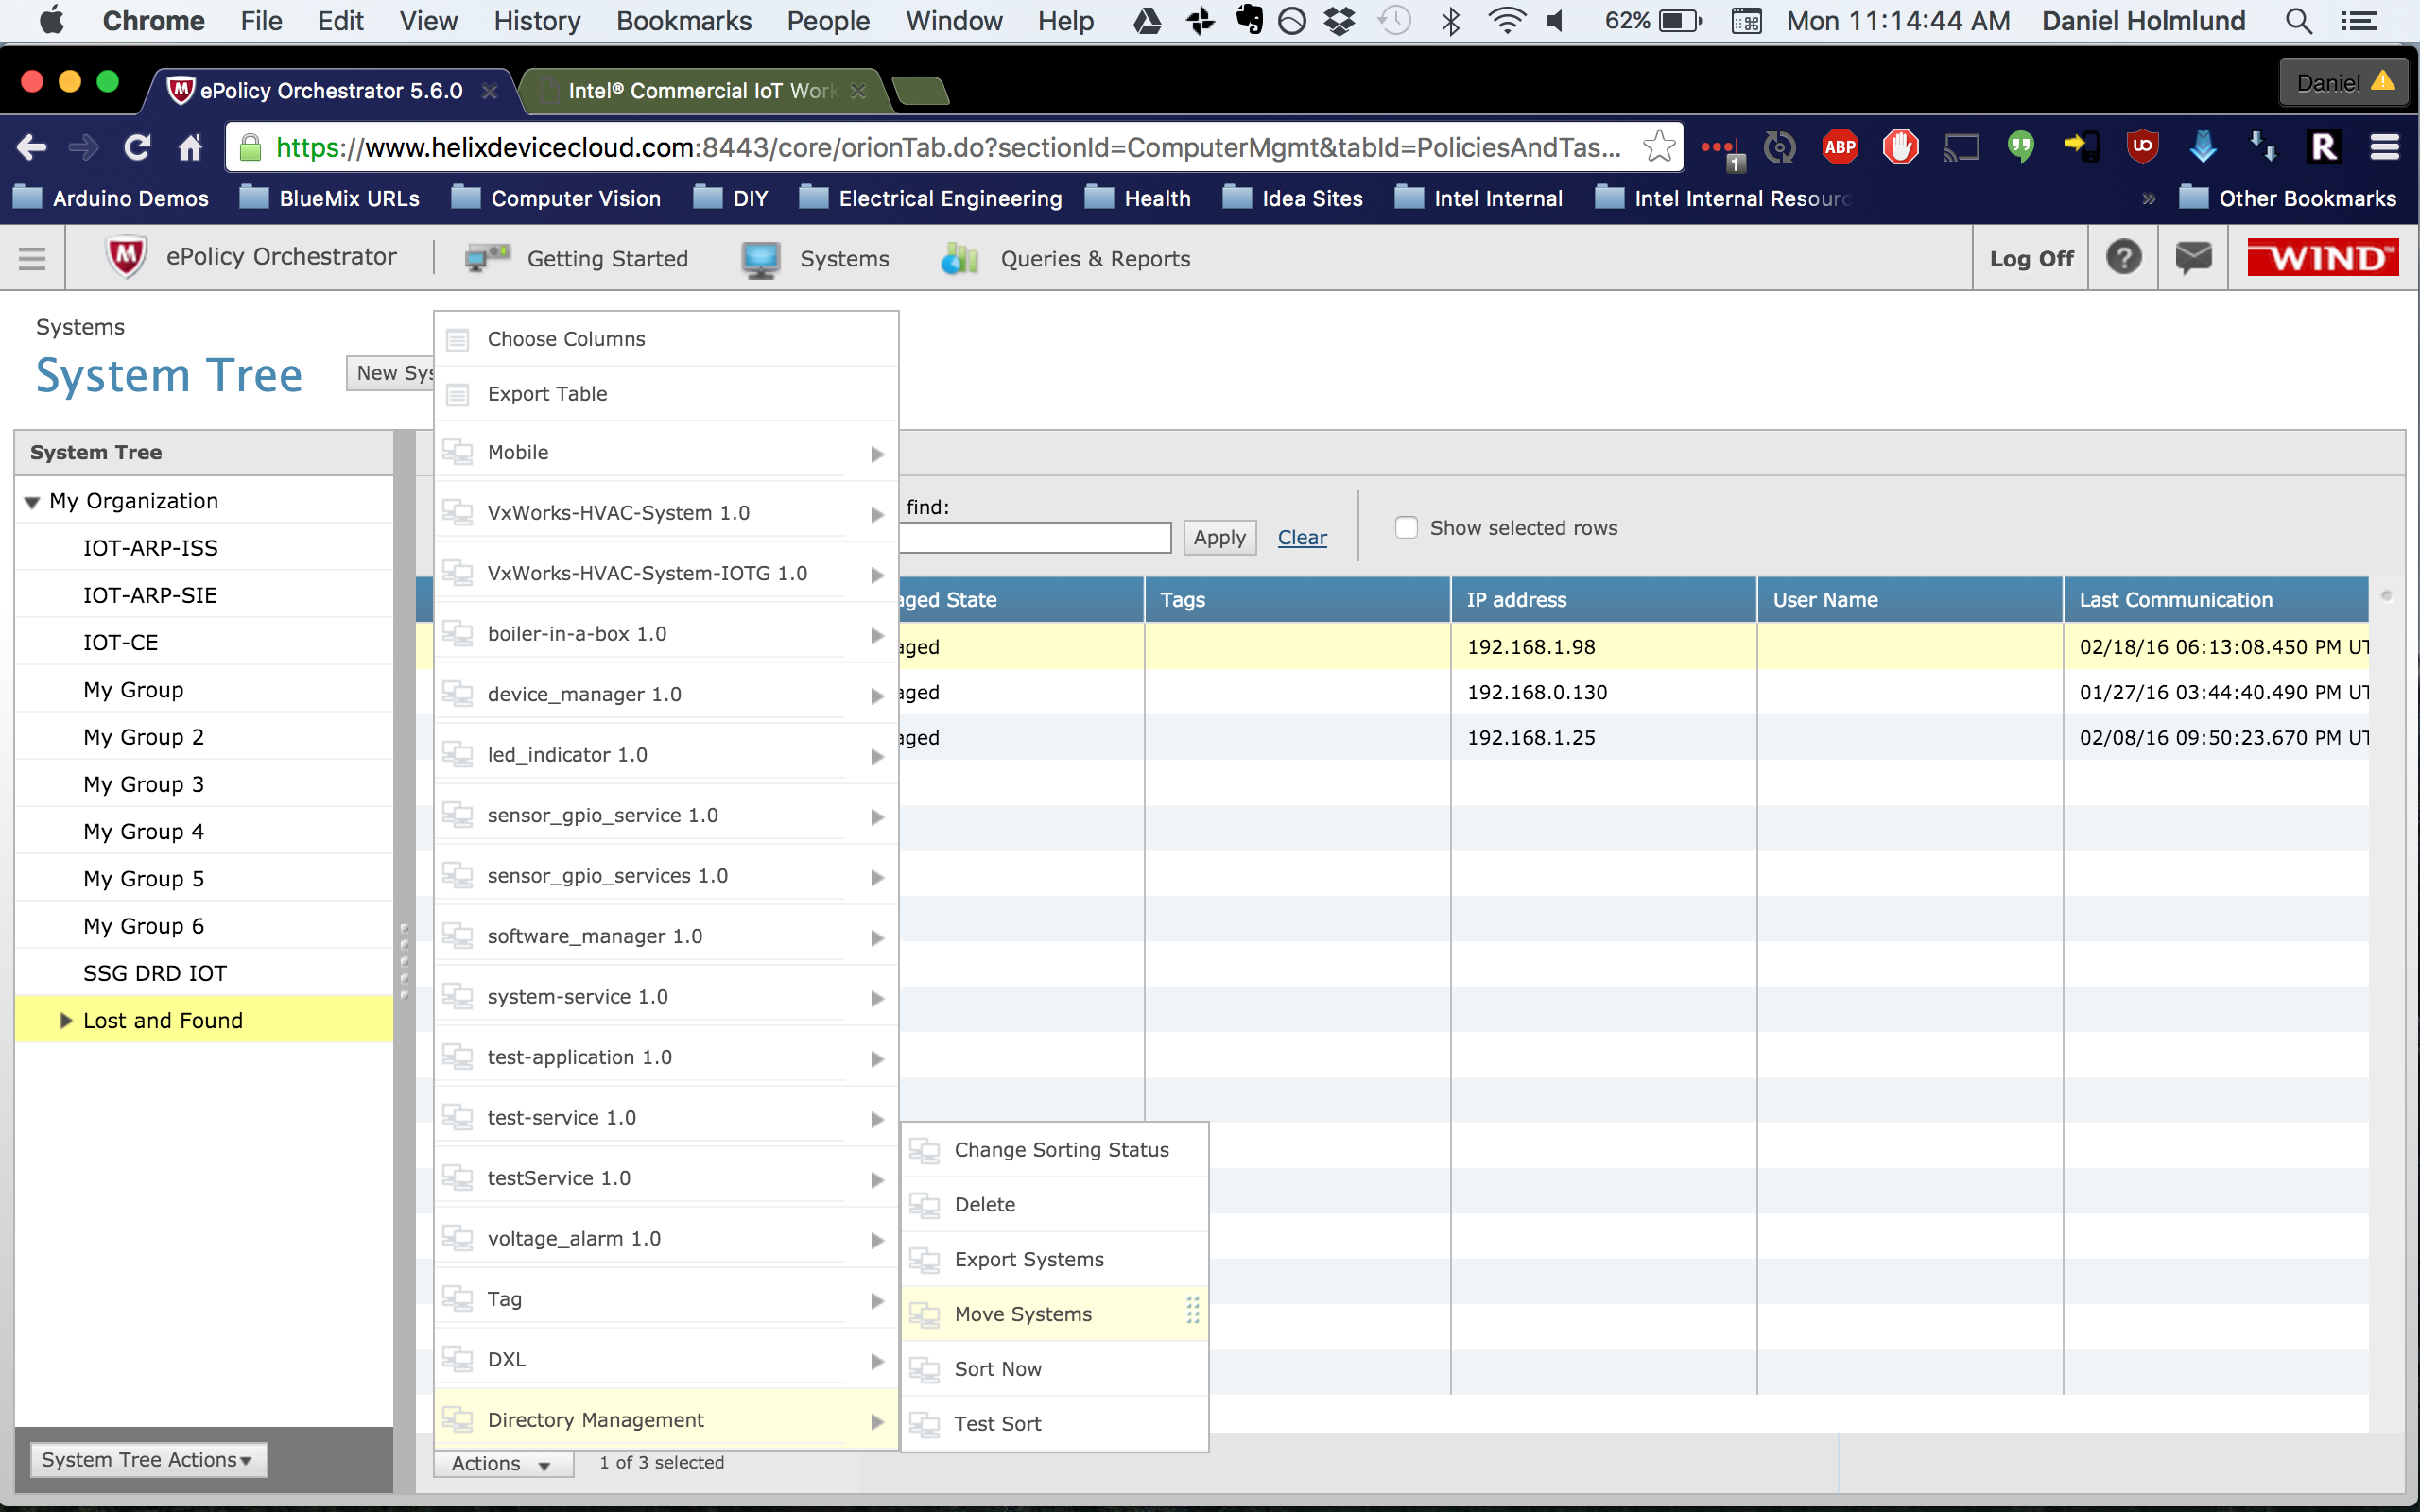 Chrome File Edit View History Bookmarks People Window Help 62% Mon 11:14:44 AM Daniel Holmlund
ePolicy Orchestrator 5.6.0 Intel® Commercial IoT Work Daniel
https://www.helixdevicecloud.com:8443/core/orionTab.do?sectionId=ComputerMgmt&tabId=PoliciesAndTas... 1 ABP R
Arduino Demos BlueMix URLs Computer Vision DIY Electrical Engineering Health Idea Sites Intel Internal Intel Internal Resourc » Other Bookmarks
ePolicy Orchestrator Getting Started Systems Queries & Reports Log Off ? WIND™
Systems
System Tree New Sys
System Tree
My Organization
IOT-ARP-ISS
IOT-ARP-SIE
IOT-CE
My Group
My Group 2
My Group 3
My Group 4
My Group 5
My Group 6
SSG DRD IOT
Lost and Found
System Tree Actions
Choose Columns
Export Table
Mobile
VxWorks-HVAC-System 1.0
VxWorks-HVAC-System-IOTG 1.0
boiler-in-a-box 1.0
device_manager 1.0
led_indicator 1.0
sensor_gpio_service 1.0
sensor_gpio_services 1.0
software_manager 1.0
system-service 1.0
test-application 1.0
test-service 1.0
testService 1.0
voltage_alarm 1.0
Tag
DXL
Directory Management
Change Sorting Status
Delete
Export Systems
Move Systems
Sort Now
Test Sort
Actions 1 of 3 selected
find:
Apply Clear Show selected rows
aged State Tags IP address User Name Last Communication
aged 192.168.1.98 02/18/16 06:13:08.450 PM UT
aged 192.168.0.130 01/27/16 03:44:40.490 PM UT
aged 192.168.1.25 02/08/16 09:50:23.670 PM UT